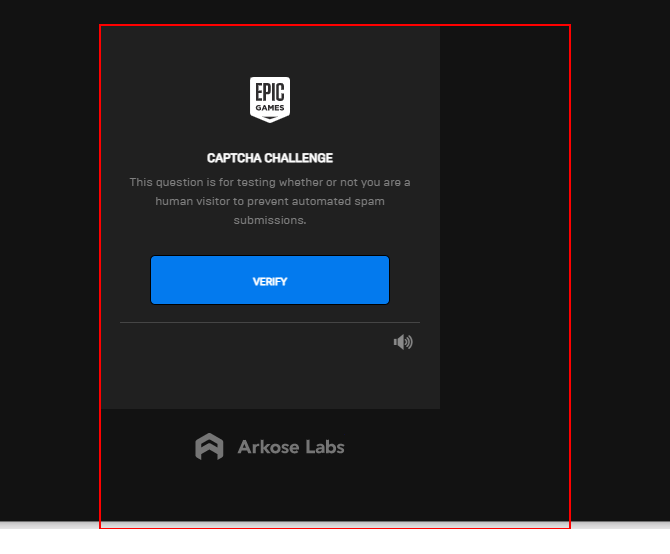 EPIC
GAMES
CAPTCHA CHALLENGE
This question is for testing whether or not you are a
human visitor to prevent automated spam
submissions.
VERIFY
Arkose Labs